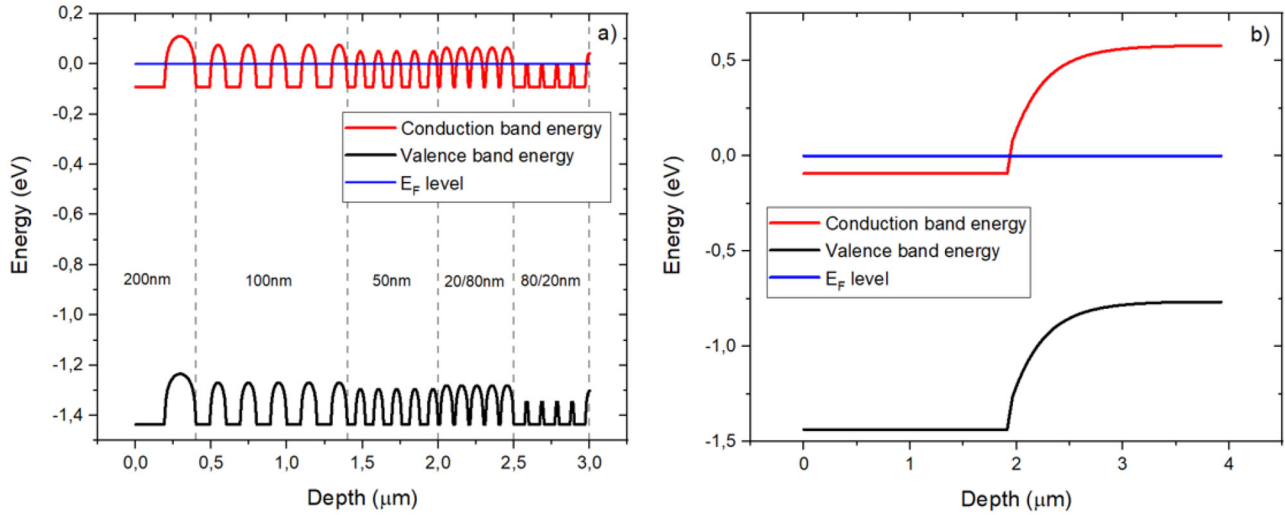 a)
0,2
0,0
-0,2
-0,4
-0,6
-0,8
-1,0
-1,2
-1,4
Energy (eV)
Conduction band energy
Valence band energy
E_F level
200nm
100nm
50nm
20/80nm
80/20nm
0,0 0,5 1,0 1,5 2,0 2,5 3,0
Depth (μm)
b)
0,5
0,0
-0,5
-1,0
-1,5
Energy (eV)
Conduction band energy
Valence band energy
E_F level
0 1 2 3 4
Depth (μm)